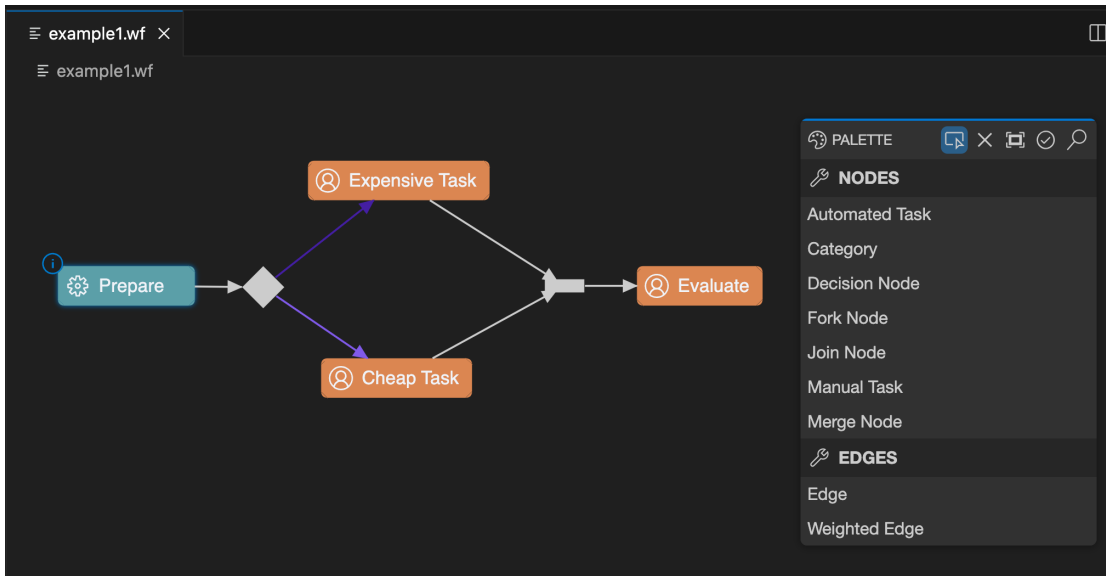 example1.wf
example1.wf
Expensive Task
Prepare
Evaluate
Cheap Task
PALETTE
NODES
Automated Task
Category
Decision Node
Fork Node
Join Node
Manual Task
Merge Node
EDGES
Edge
Weighted Edge